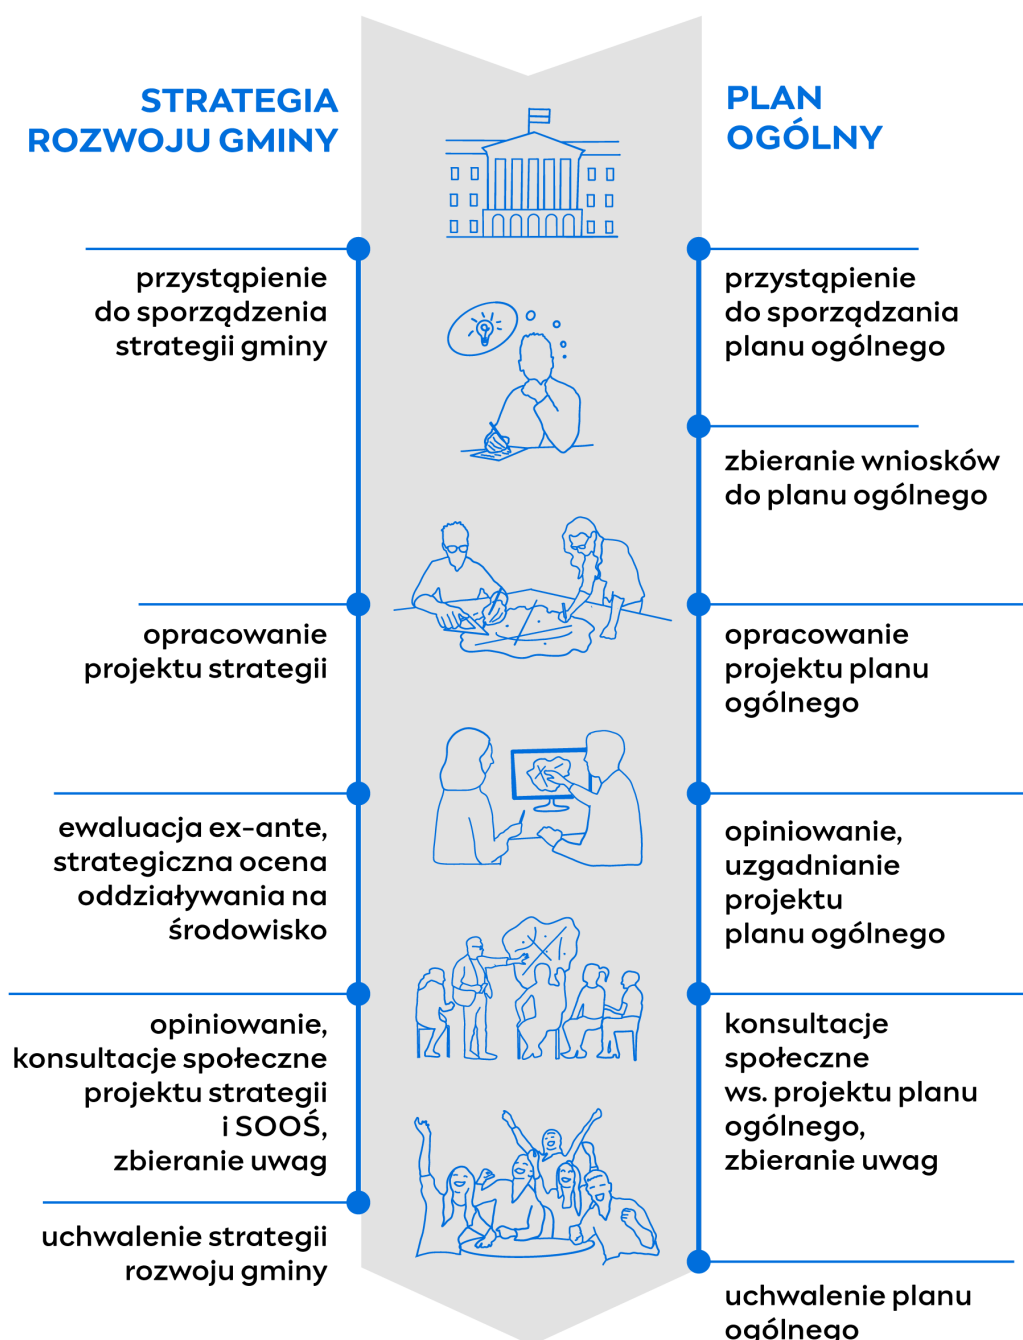 STRATEGIA
ROZWOJU GMINY
przystąpienie
do sporządzenia
strategii gminy
opracowanie
projektu strategii
ewaluacja ex-ante,
strategiczna ocena
oddziaływania na
środowisko
opiniowanie,
konsultacje społeczne
projektu strategii
i SOOŚ,
zbieranie uwag
uchwalenie strategii
rozwoju gminy
PLAN
OGÓLNY
przystąpienie
do sporządzania
planu ogólnego
zbieranie wniosków
do planu ogólnego
opracowanie
projektu planu
ogólnego
opiniowanie,
uzgadnianie
projektu
planu ogólnego
konsultacje
społeczne
ws. projektu planu
ogólnego,
zbieranie uwag
uchwalenie planu
ogólnego